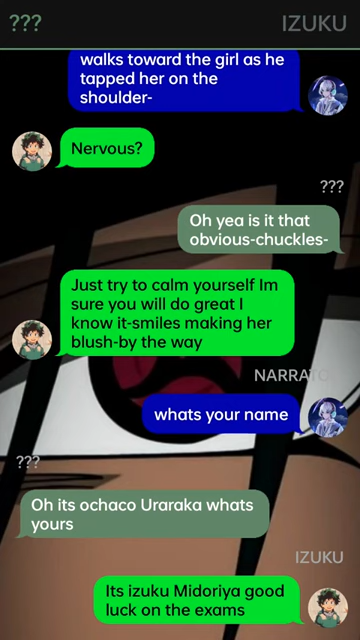 ???
IZUKU
walks toward the girl as he
tapped her on the
shoulder-
Nervous?
???
Oh yea is it that
obvious-chuckles-
Just try to calm yourself Im
sure you will do great I
know it-smiles making her
blush-by the way
NARRATO
whats your name
???
Oh its ochaco Uraraka whats
yours
IZUKU
Its izuku Midoriya good
luck on the exams